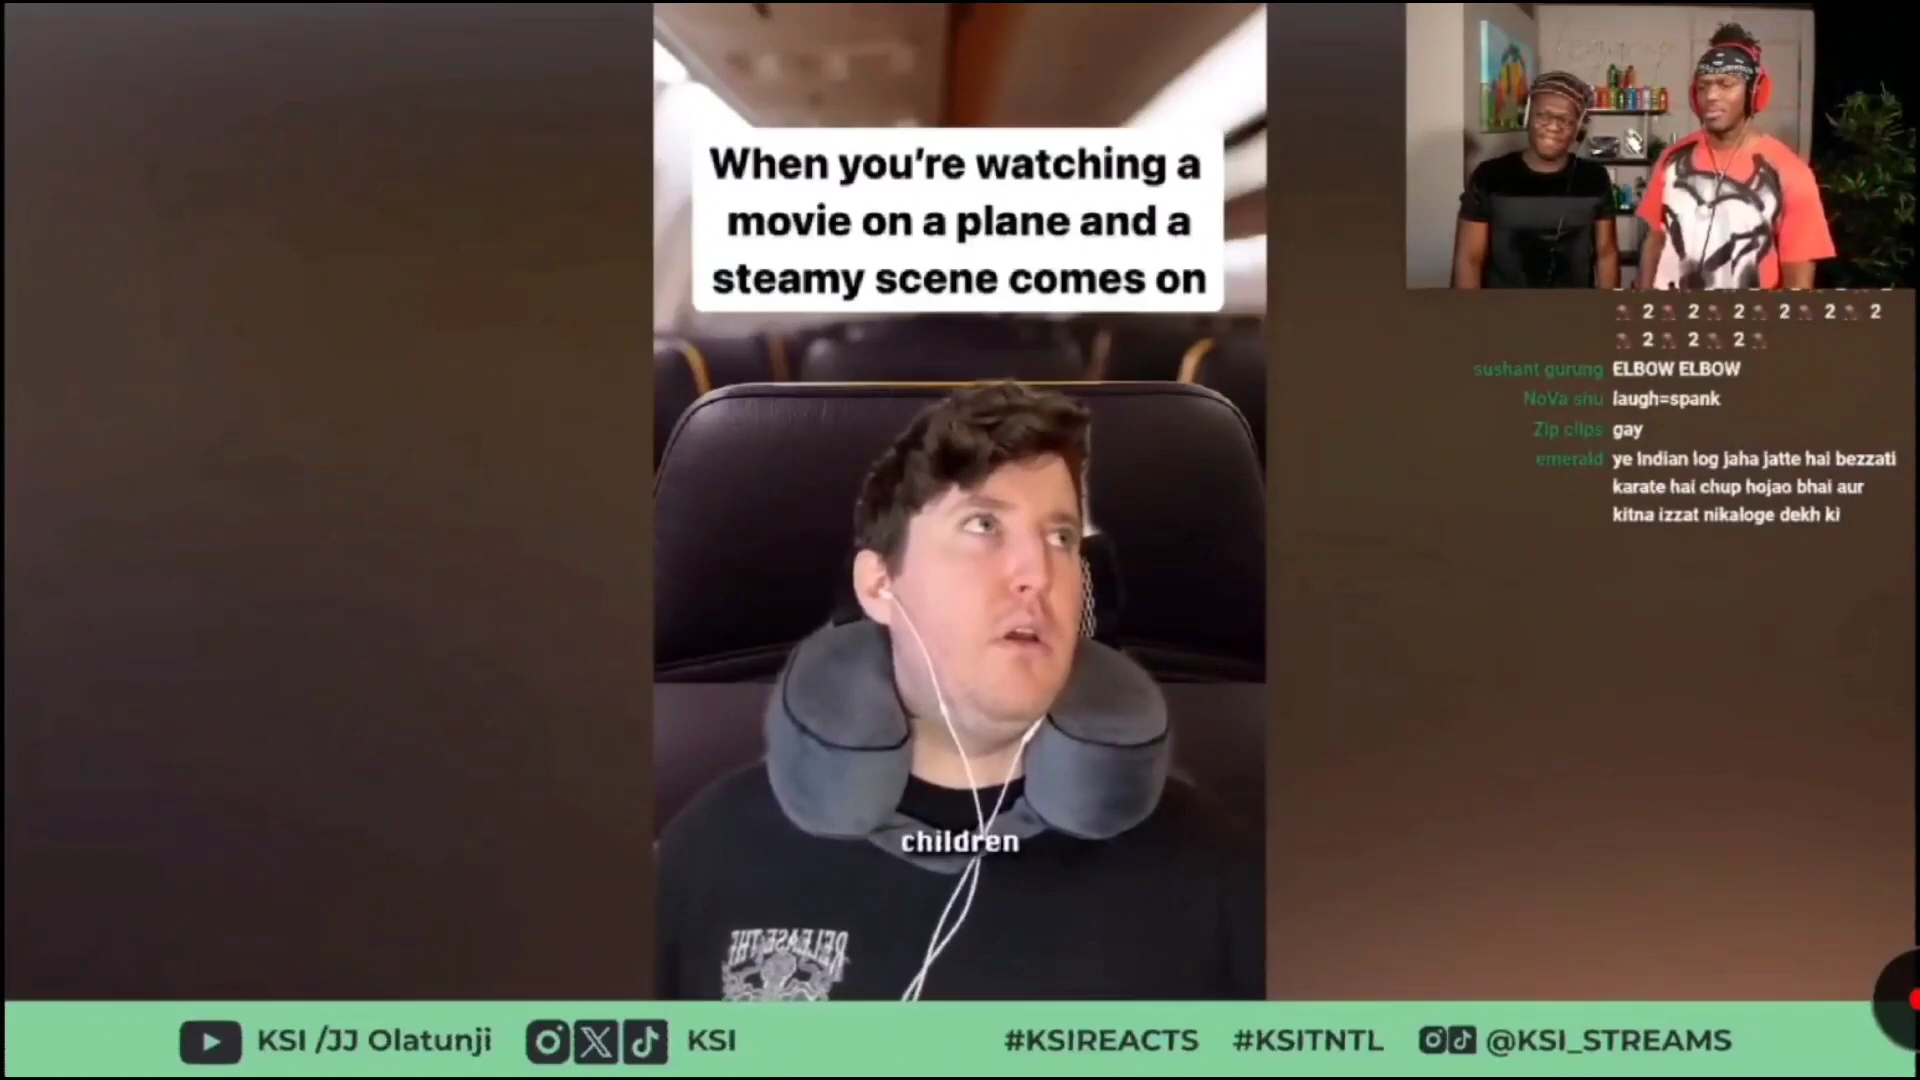 When you're watching a
movie on a plane and a
steamy scene comes on
2 2 2 2 2 2
2 2 2
sushant gurung ELBOW ELBOW
NoVa shu laugh=spank
Zip clips gay
emerald ye Indian log jaha jatte hai bezzati
karate hai chup hojao bhai aur
kitna izzat nikaloge dekh ki
children
RELEASE THE
KSI /JJ Olatunji KSI #KSIREACTS #KSITNTL @KSI_STREAMS